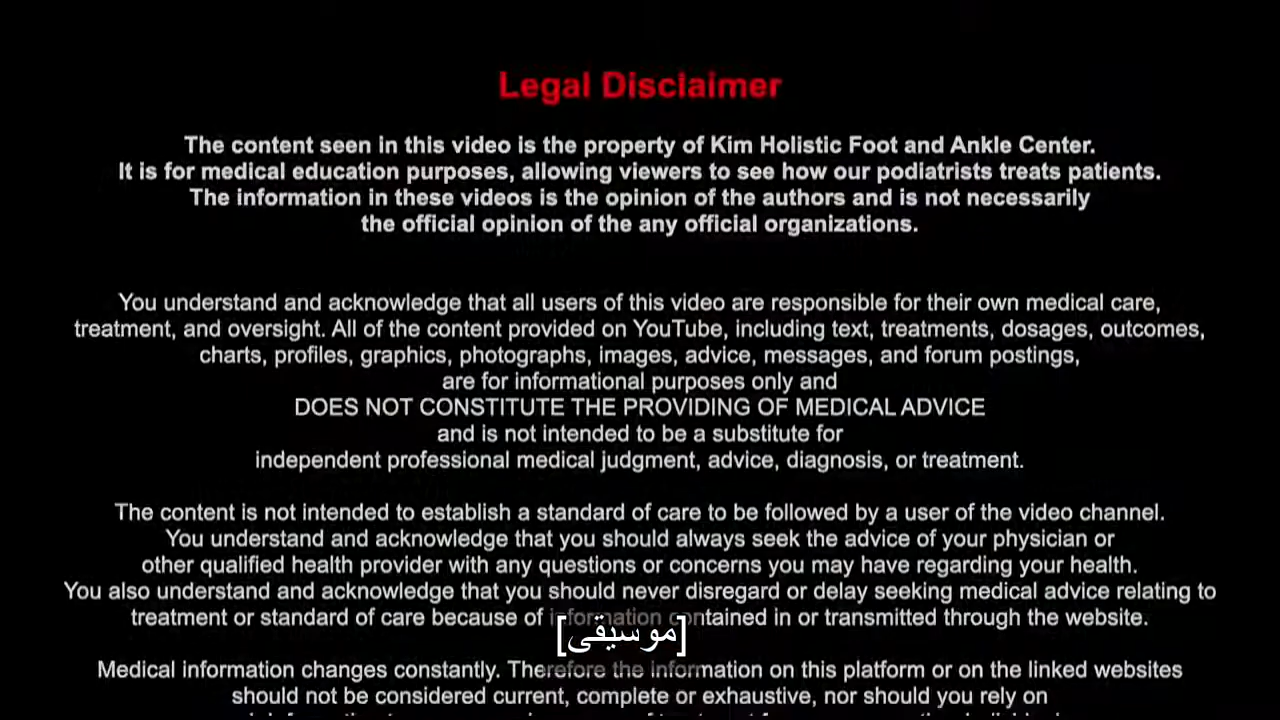 Legal Disclaimer
The content seen in this video is the property of Kim Holistic Foot and Ankle Center.
It is for medical education purposes, allowing viewers to see how our podiatrists treats patients.
The information in these videos is the opinion of the authors and is not necessarily
the official opinion of the any official organizations.
You understand and acknowledge that all users of this video are responsible for their own medical care,
treatment, and oversight. All of the content provided on YouTube, including text, treatments, dosages, outcomes,
charts, profiles, graphics, photographs, images, advice, messages, and forum postings,
are for informational purposes only and
DOES NOT CONSTITUTE THE PROVIDING OF MEDICAL ADVICE
and is not intended to be a substitute for
independent professional medical judgment, advice, diagnosis, or treatment.
The content is not intended to establish a standard of care to be followed by a user of the video channel.
You understand and acknowledge that you should always seek the advice of your physician or
other qualified health provider with any questions or concerns you may have regarding your health.
You also understand and acknowledge that you should never disregard or delay seeking medical advice relating to
treatment or standard of care because of information contained in or transmitted through the website.
[موسیقی]
Medical information changes constantly. Therefore the information on this platform or on the linked websites
should not be considered current, complete or exhaustive, nor should you rely on